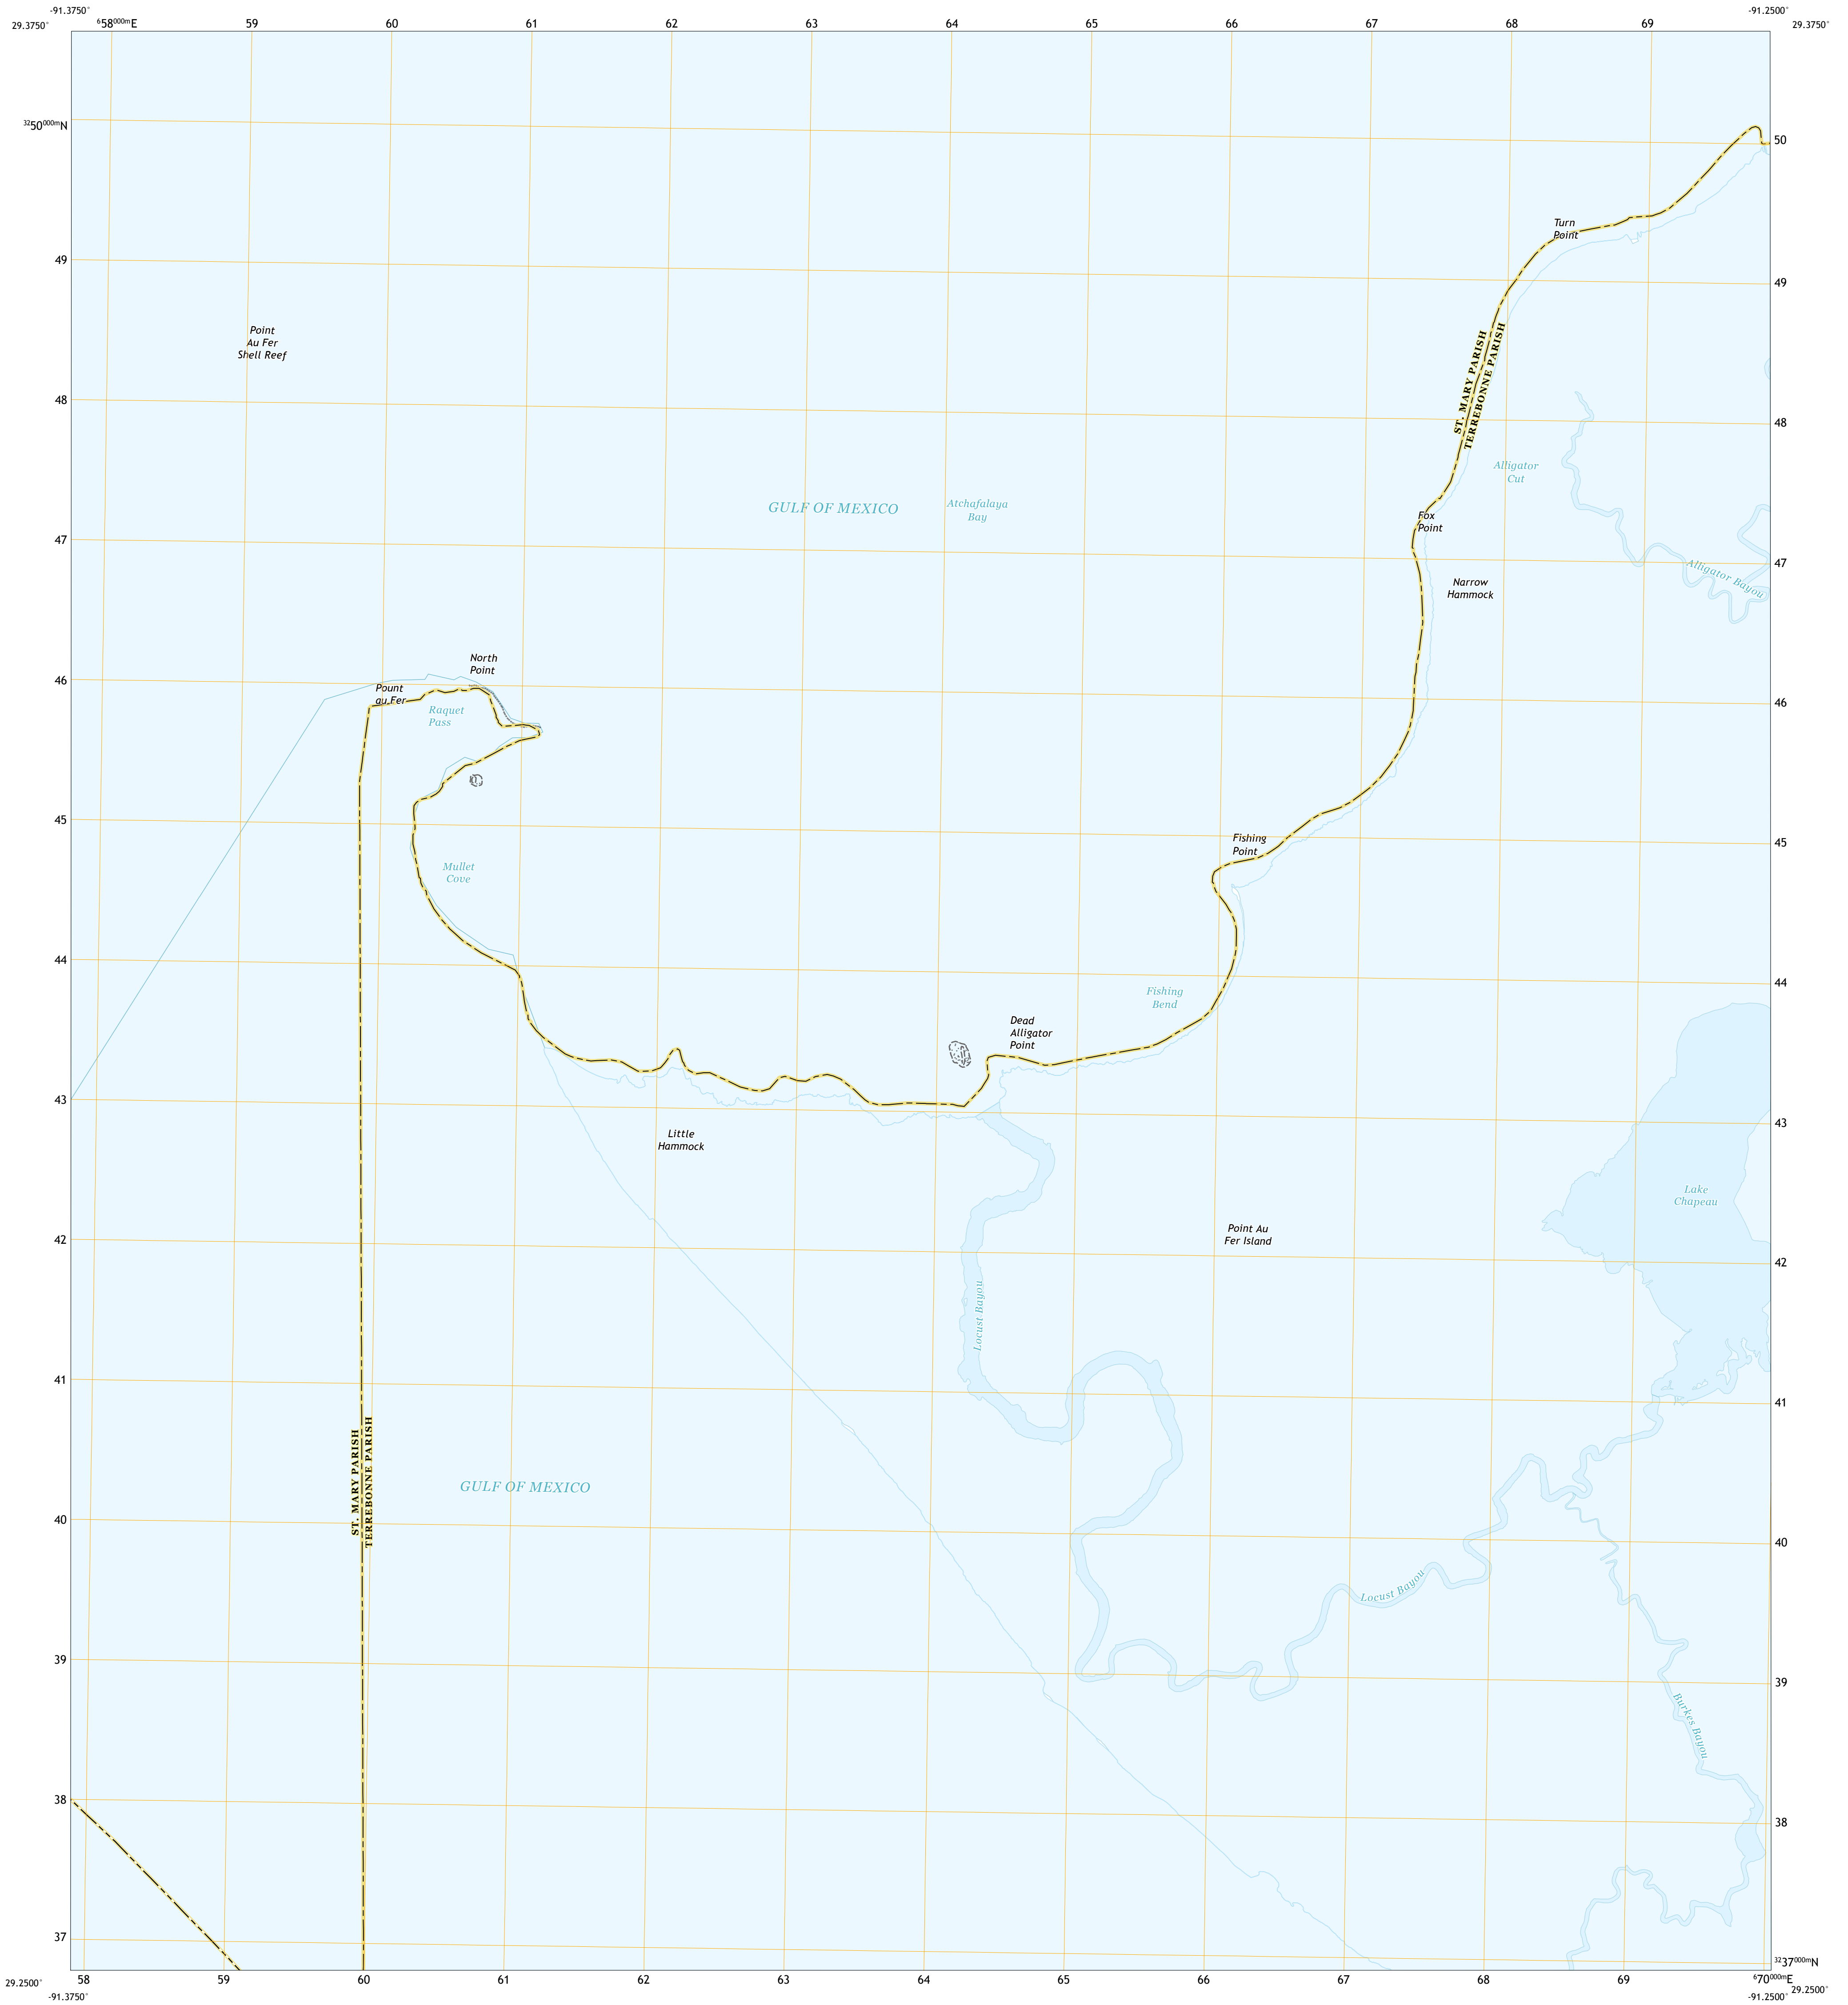 -91.3750°
-91.2500°
29.3750°
⁶58⁰⁰⁰ᵐE
59
60
61
62
63
64
65
66
67
68
69
29.3750°
³²50⁰⁰⁰ᵐN
50
Turn
Point
49
49
Point
Au Fer
Shell Reef
ST. MARY PARISH
TERREBONNE PARISH
48
48
Alligator
Cut
GULF OF MEXICO
Atchafalaya
Bay
Fox
Point
47
47
Alligator Bayou
Narrow
Hammock
North
Point
46
Pount
au Fer
46
Raquet
Pass
45
Fishing
Point
45
Mullet
Cove
44
44
Fishing
Bend
Dead
Alligator
Point
43
43
Little
Hammock
Lake
Chapeau
Point Au
Fer Island
42
42
Locust Bayou
41
41
ST. MARY PARISH
TERREBONNE PARISH
GULF OF MEXICO
40
40
Locust Bayou
39
39
Burkes Bayou
38
38
37
³²37⁰⁰⁰ᵐN
29.2500°
58
59
60
61
62
63
64
65
66
67
68
69
⁶70⁰⁰⁰ᵐE
29.2500°
-91.3750°
-91.2500°